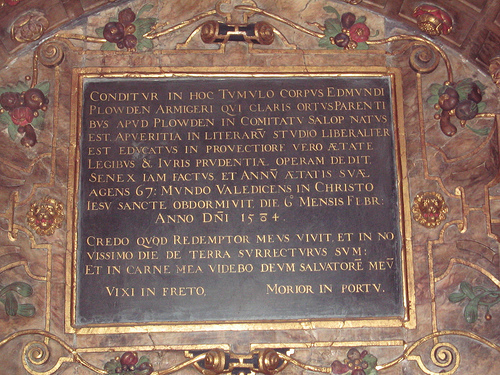 CONDITVR IN HOC TVMVLO CORPVS EDMVNDI
PLOWDEN ARMIGERI QVI CLARIS ORTVS PARENTI
BVS APVD PLOWDEN IN COMITATV SALOP NATVS
EST APVERITIA IN LITERARV̄ STVDIO LIBERALITER
EST EDVCATVS IN PROVECTIORE VERO ÆTATE
LEGIBVS & IVRIS PRVDENTIÆ OPERAM DEDIT
SENEX IAM FACTVS ET ANNV̄ ÆTATIS SVÆ
AGENS 67: MVNDO VALEDICENS IN CHRISTO
IESV SANCTE OBDORMIVIT DIE 6º MENSIS FEBR:
ANNO DN̄I 1584.
CREDO QVOD REDEMPTOR MEVS VIVIT ET IN NO
VISSIMO DIE DE TERRA SVRRECTVRVS SVM:
ET IN CARNE MEA VIDEBO DEVM SALVATORĒ MEV̄
VIXI IN FRETO. MORIOR IN PORTV.